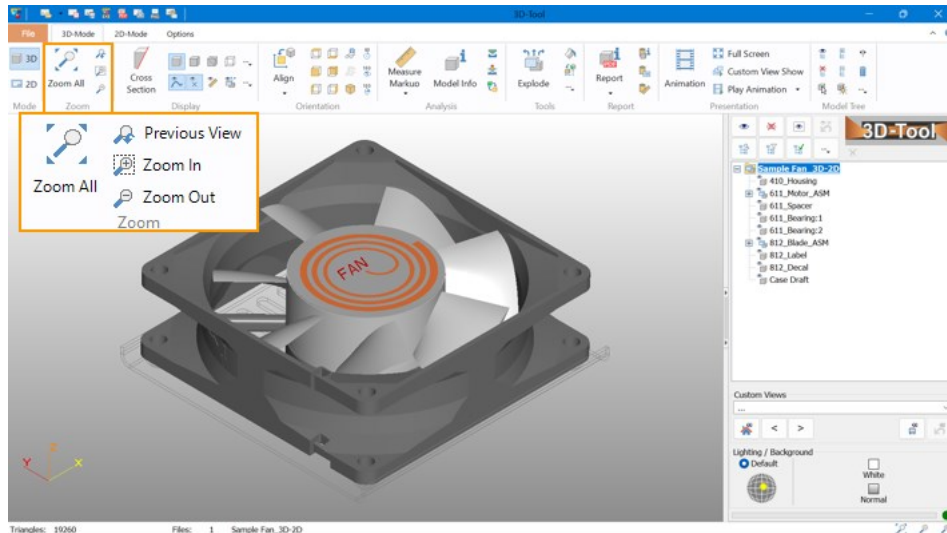 3D-Tool
File 3D-Mode 2D-Mode Options
3D
2D
Mode
Zoom All
Zoom
Cross Section
Display
Align
Orientation
Measure Markuo
Model Info
Analysis
Explode
Tools
Report
Report
Animation
Full Screen
Custom View Show
Play Animation
Presentation
Model Tree
Zoom All
Previous View
Zoom In
Zoom Out
Zoom
FAN
Y
X
3D-Tool
Sample Fan_3D-2D
410_Housing
611_Motor_ASM
611_Spacer
611_Bearing:1
611_Bearing:2
812_Blade_ASM
812_Label
812_Decal
Case Draft
Custom Views
...
< >
Lighting / Background
Default
White
Normal
Triangles: 19260 Files: 1 Sample Fan_3D-2D